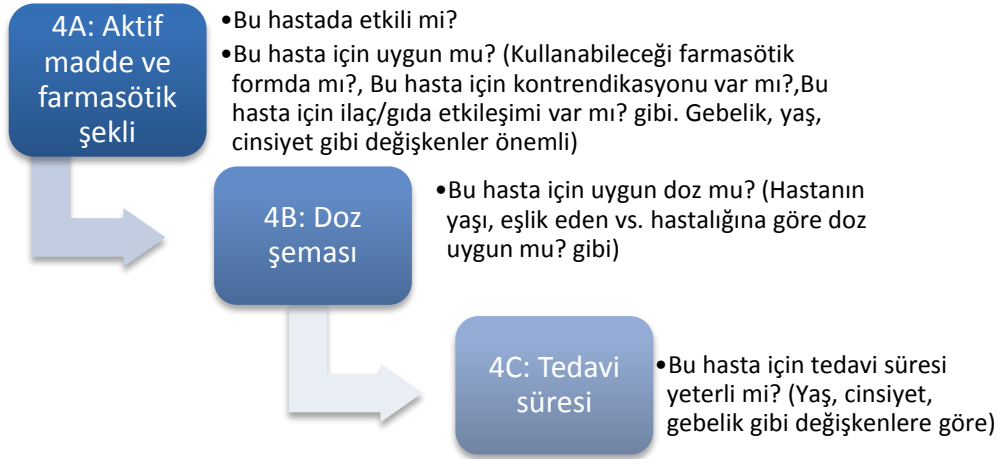 4A: Aktif
madde ve
farmasötik
şekli
•Bu hastada etkili mi?
•Bu hasta için uygun mu? (Kullanabileceği farmasötik
formda mı?, Bu hasta için kontrendikasyonu var mı?,Bu
hasta için ilaç/gıda etkileşimi var mı? gibi. Gebelik, yaş,
cinsiyet gibi değişkenler önemli)
4B: Doz
şeması
•Bu hasta için uygun doz mu? (Hastanın
yaşı, eşlik eden vs. hastalığına göre doz
uygun mu? gibi)
4C: Tedavi
süresi
•Bu hasta için tedavi süresi
yeterli mi? (Yaş, cinsiyet,
gebelik gibi değişkenlere göre)